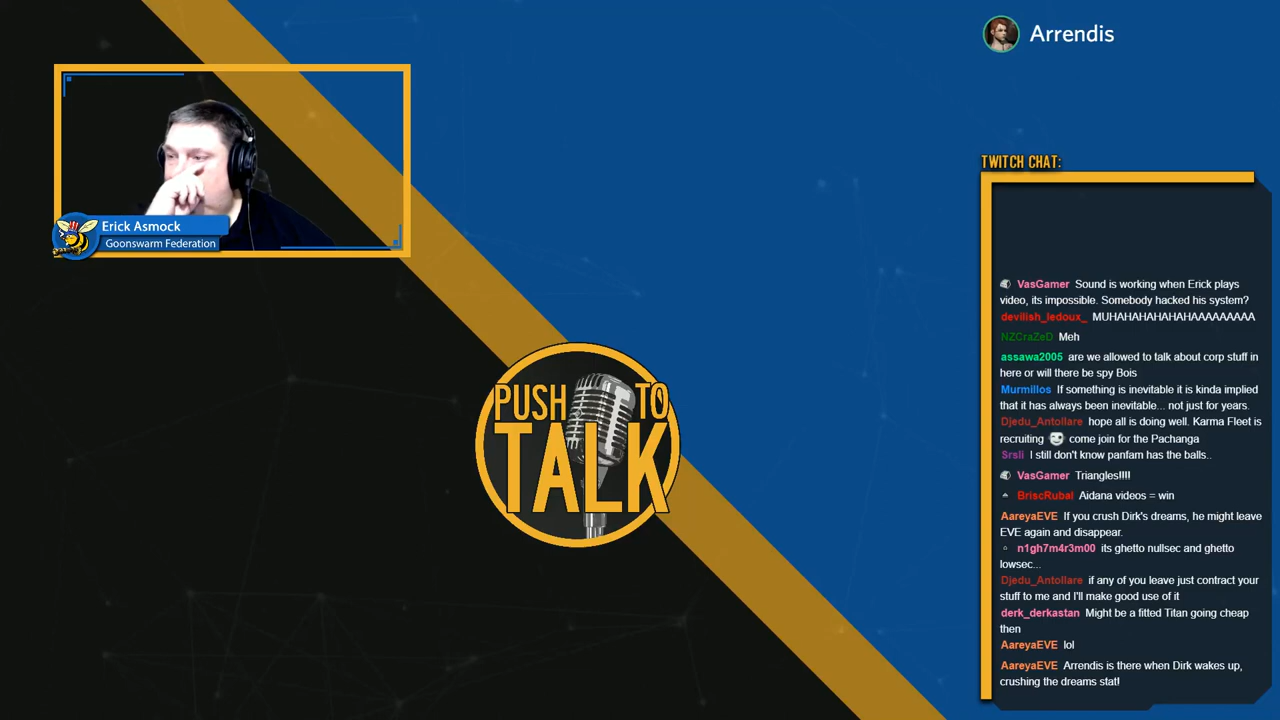 Arrendis
TWITCH CHAT:
Erick Asmock
Goonswarm Federation
PUSH TO
TALK
VasGamer Sound is working when Erick plays
video, its impossible. Somebody hacked his system?
devilish_ledoux_ MUHAHAHAHAHAHAAAAAAAAA
NZCraZeD Meh
assawa2005 are we allowed to talk about corp stuff in
here or will there be spy Bois
Murmillos If something is inevitable it is kinda implied
that it has always been inevitable... not just for years.
Djedu_Antollare hope all is doing well. Karma Fleet is
recruiting come join for the Pachanga
Srsli I still don't know panfam has the balls..
VasGamer Triangles!!!!
BriscRubal Aidana videos = win
AareyaEVE If you crush Dirk's dreams, he might leave
EVE again and disappear.
n1gh7m4r3m00 its ghetto nullsec and ghetto
lowsec...
Djedu_Antollare if any of you leave just contract your
stuff to me and I'll make good use of it
derk_derkastan Might be a fitted Titan going cheap
then
AareyaEVE lol
AareyaEVE Arrendis is there when Dirk wakes up,
crushing the dreams stat!